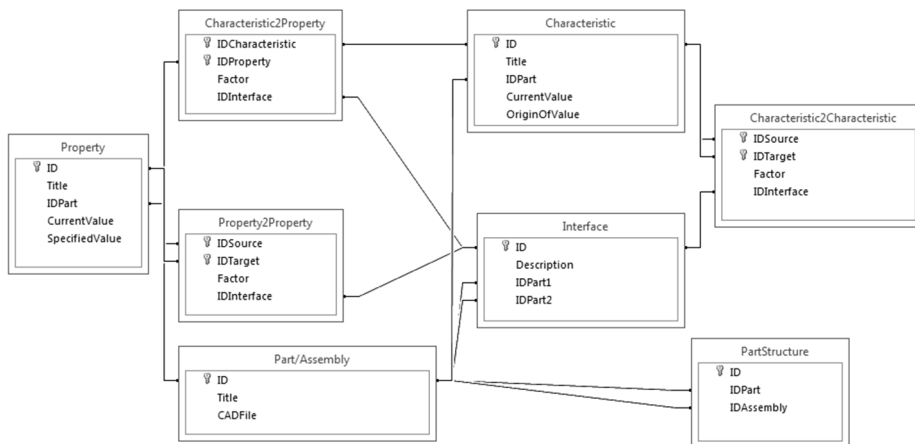 Characteristic2Property
IDCharacteristic
IDProperty
Factor
IDInterface
Characteristic
ID
Title
IDPart
CurrentValue
OriginOfValue
Characteristic2Characteristic
IDSource
IDTarget
Factor
IDInterface
Property
ID
Title
IDPart
CurrentValue
SpecifiedValue
Property2Property
IDSource
IDTarget
Factor
IDInterface
Interface
ID
Description
IDPart1
IDPart2
Part/Assembly
ID
Title
CADFile
PartStructure
ID
IDPart
IDAssembly